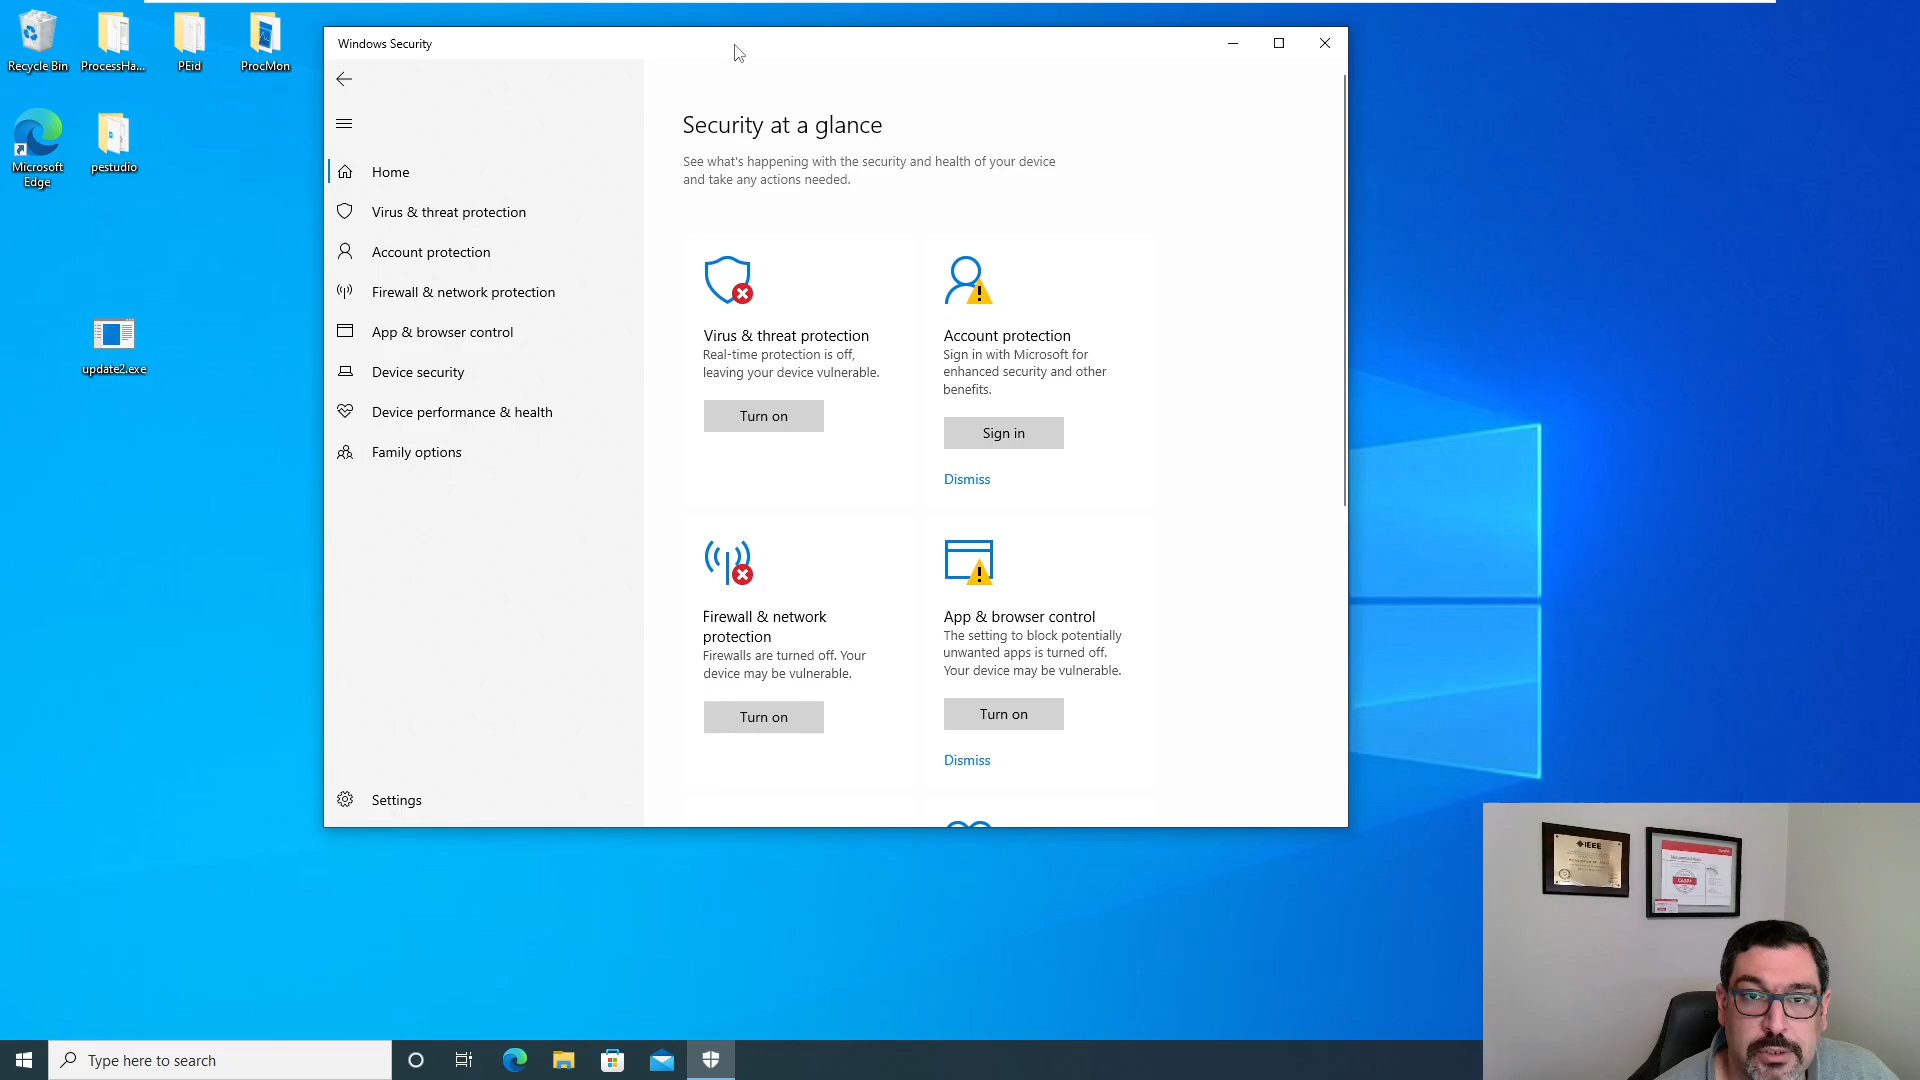 Recycle Bin
ProcessHa...
PEid
ProcMon
Microsoft
Edge
pestudio
update2.exe
Windows Security
Home
Virus & threat protection
Account protection
Firewall & network protection
App & browser control
Device security
Device performance & health
Family options
Settings
Security at a glance
See what's happening with the security and health of your device
and take any actions needed.
Virus & threat protection
Real-time protection is off,
leaving your device vulnerable.
Turn on
Account protection
Sign in with Microsoft for
enhanced security and other
benefits.
Sign in
Dismiss
Firewall & network
protection
Firewalls are turned off. Your
device may be vulnerable.
Turn on
App & browser control
The setting to block potentially
unwanted apps is turned off.
Your device may be vulnerable.
Turn on
Dismiss
IEEE
Type here to search